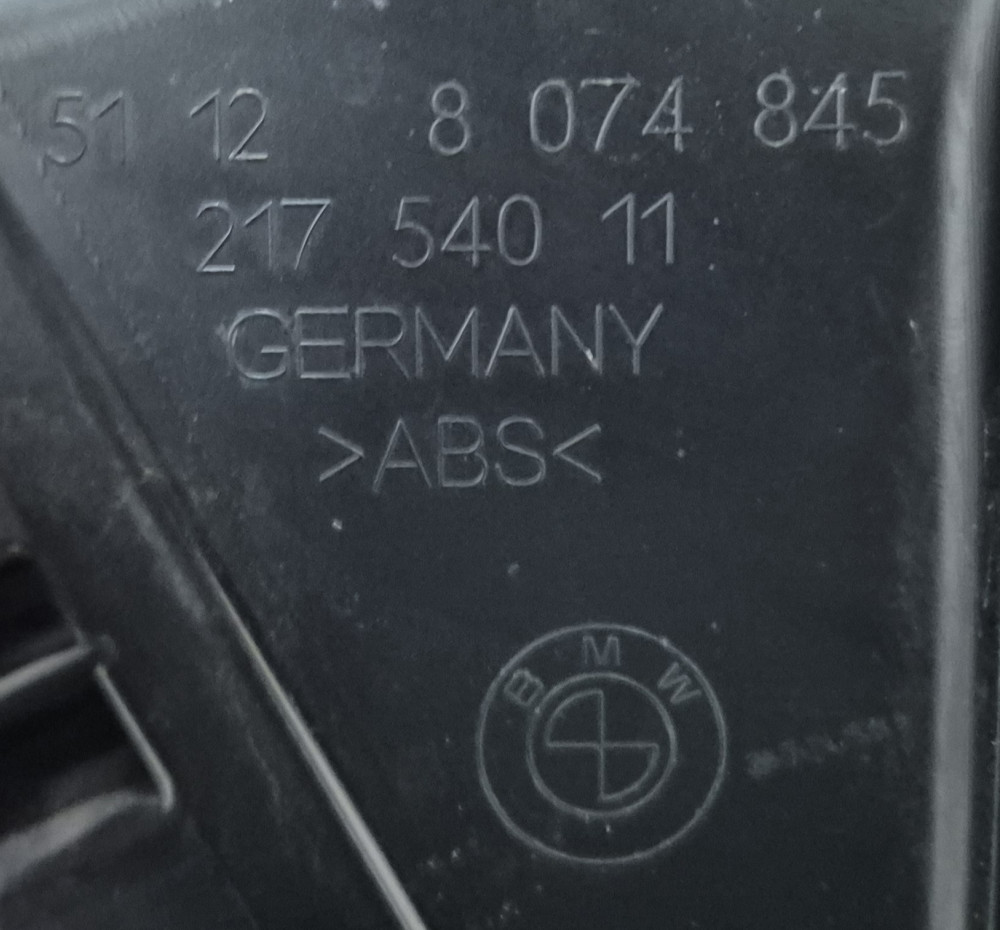 51 12 8 074 845
217 540 11
GERMANY
>ABS<
BMW